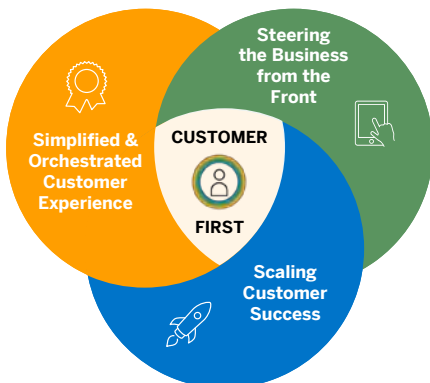 Steering
the Business
from the
Front
Simplified &
Orchestrated
Customer
Experience
CUSTOMER
FIRST
Scaling
Customer
Success